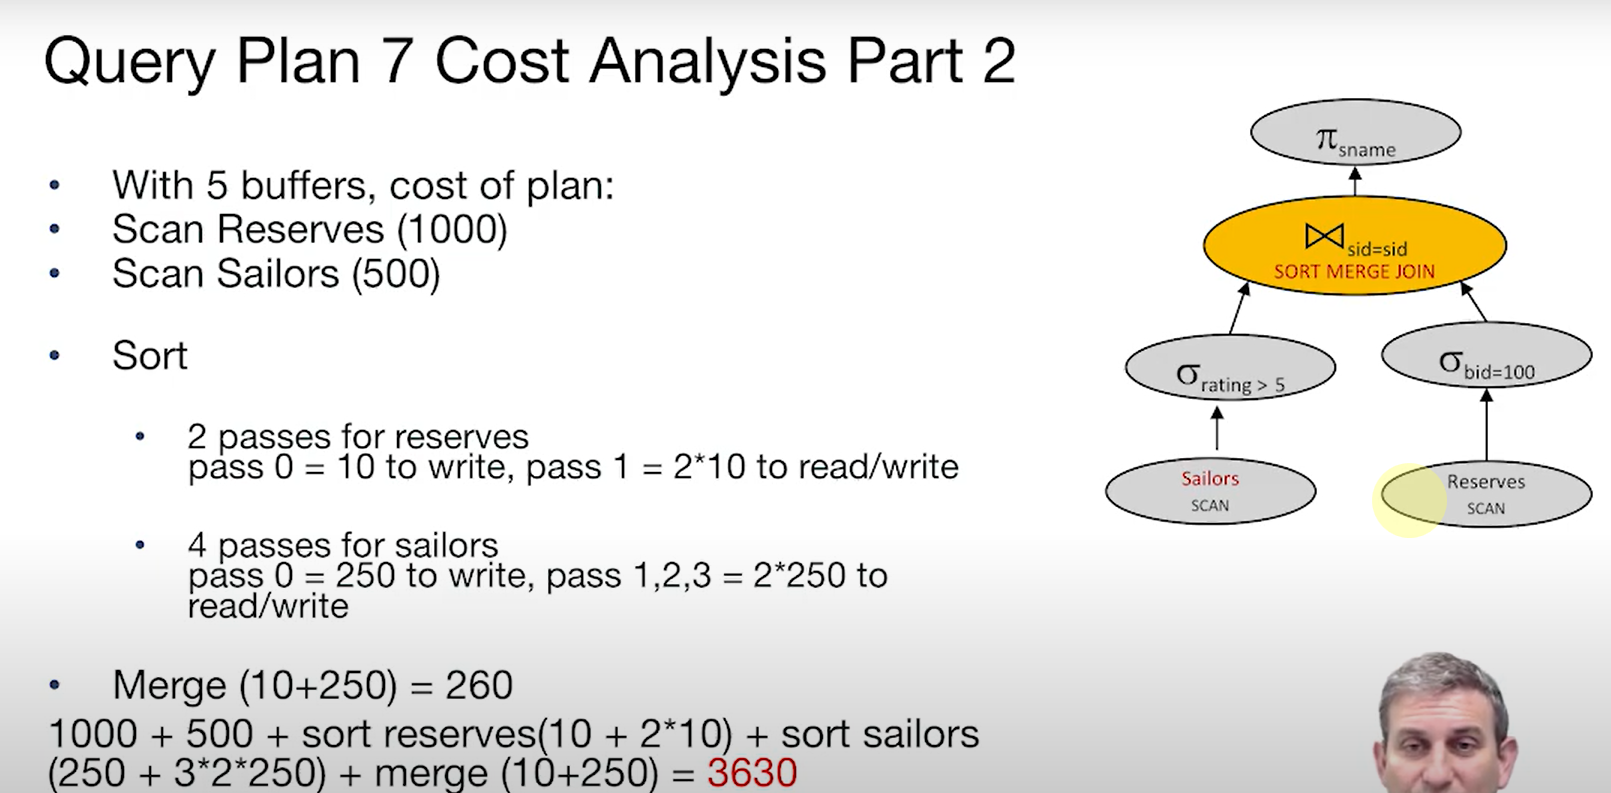 Query Plan 7 Cost Analysis Part 2
• With 5 buffers, cost of plan:
• Scan Reserves (1000)
• Scan Sailors (500)
• Sort
• 2 passes for reserves
pass 0 = 10 to write, pass 1 = 2*10 to read/write
• 4 passes for sailors
pass 0 = 250 to write, pass 1,2,3 = 2*250 to
read/write
• Merge (10+250) = 260
1000 + 500 + sort reserves(10 + 2*10) + sort sailors
(250 + 3*2*250) + merge (10+250) = 3630
π sname
⋈ sid=sid
SORT MERGE JOIN
σ rating > 5
σ bid=100
Sailors
SCAN
Reserves
SCAN